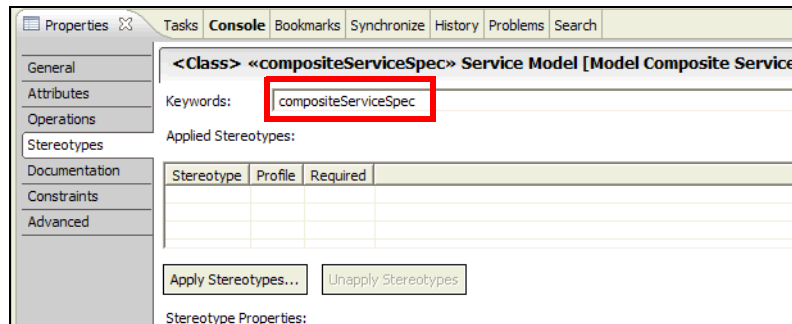 Properties Tasks Console Bookmarks Synchronize History Problems Search
General
Attributes
Operations
Stereotypes
Documentation
Constraints
Advanced
<Class> «compositeServiceSpec» Service Model [Model Composite Service
Keywords: compositeServiceSpec
Applied Stereotypes:
Stereotype Profile Required
Apply Stereotypes... Unapply Stereotypes
Stereotype Properties: